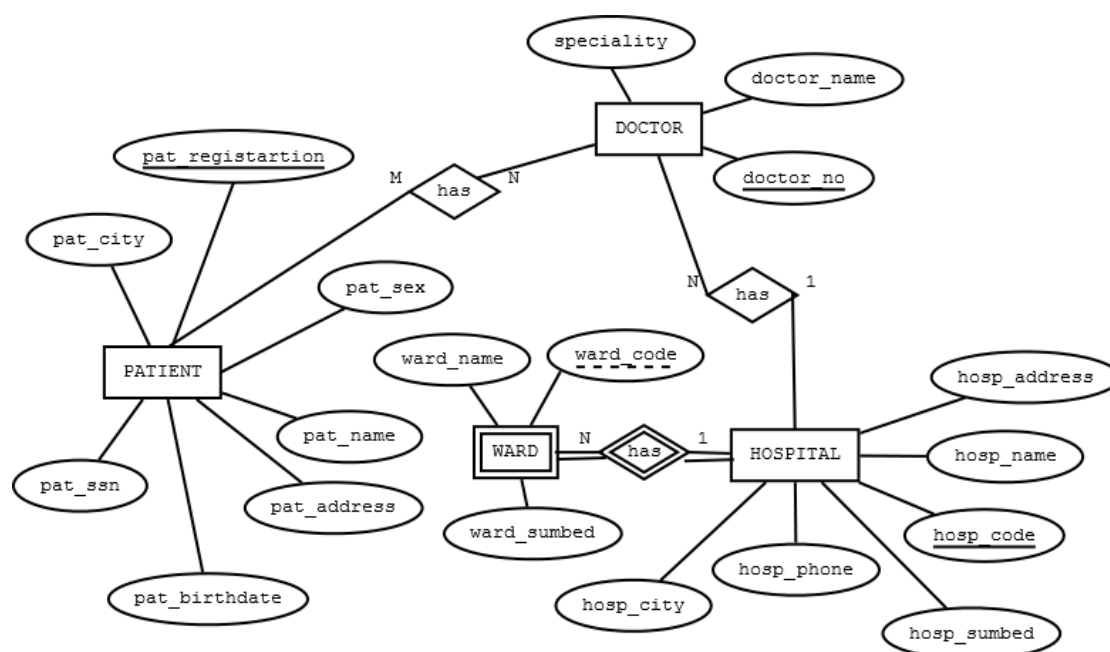 speciality
doctor_name
DOCTOR
pat_registartion
doctor_no
M
has
N
pat_city
pat_sex
N
has
1
ward_name
ward_code
PATIENT
hosp_address
pat_name
WARD
N
has
1
HOSPITAL
hosp_name
pat_ssn
pat_address
ward_sumbed
hosp_code
hosp_phone
pat_birthdate
hosp_city
hosp_sumbed